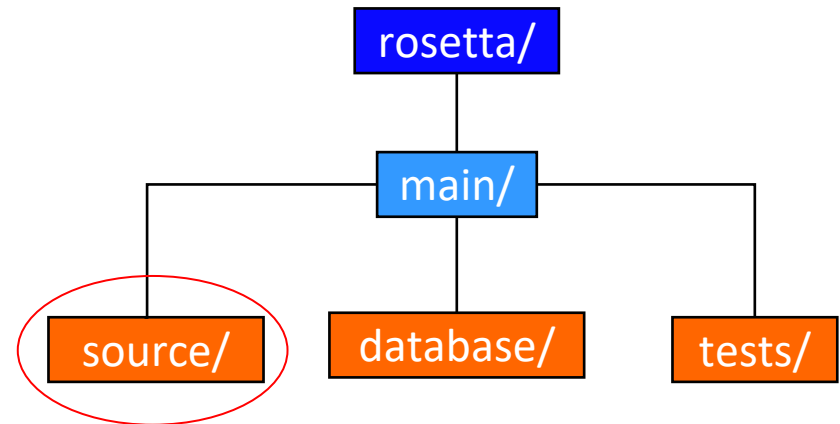 rosetta/
main/
source/
database/
tests/